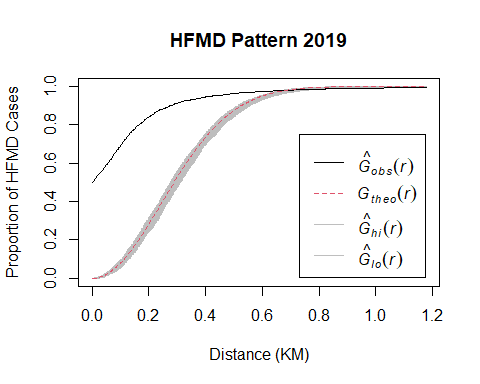 HFMD Pattern 2019
Proportion of HFMD Cases
1.0
0.8
0.6
0.4
0.2
0.0
Ĝobs(r)
Gtheo(r)
Ĝhi(r)
Ĝlo(r)
0.0 0.2 0.4 0.6 0.8 1.0 1.2
Distance (KM)